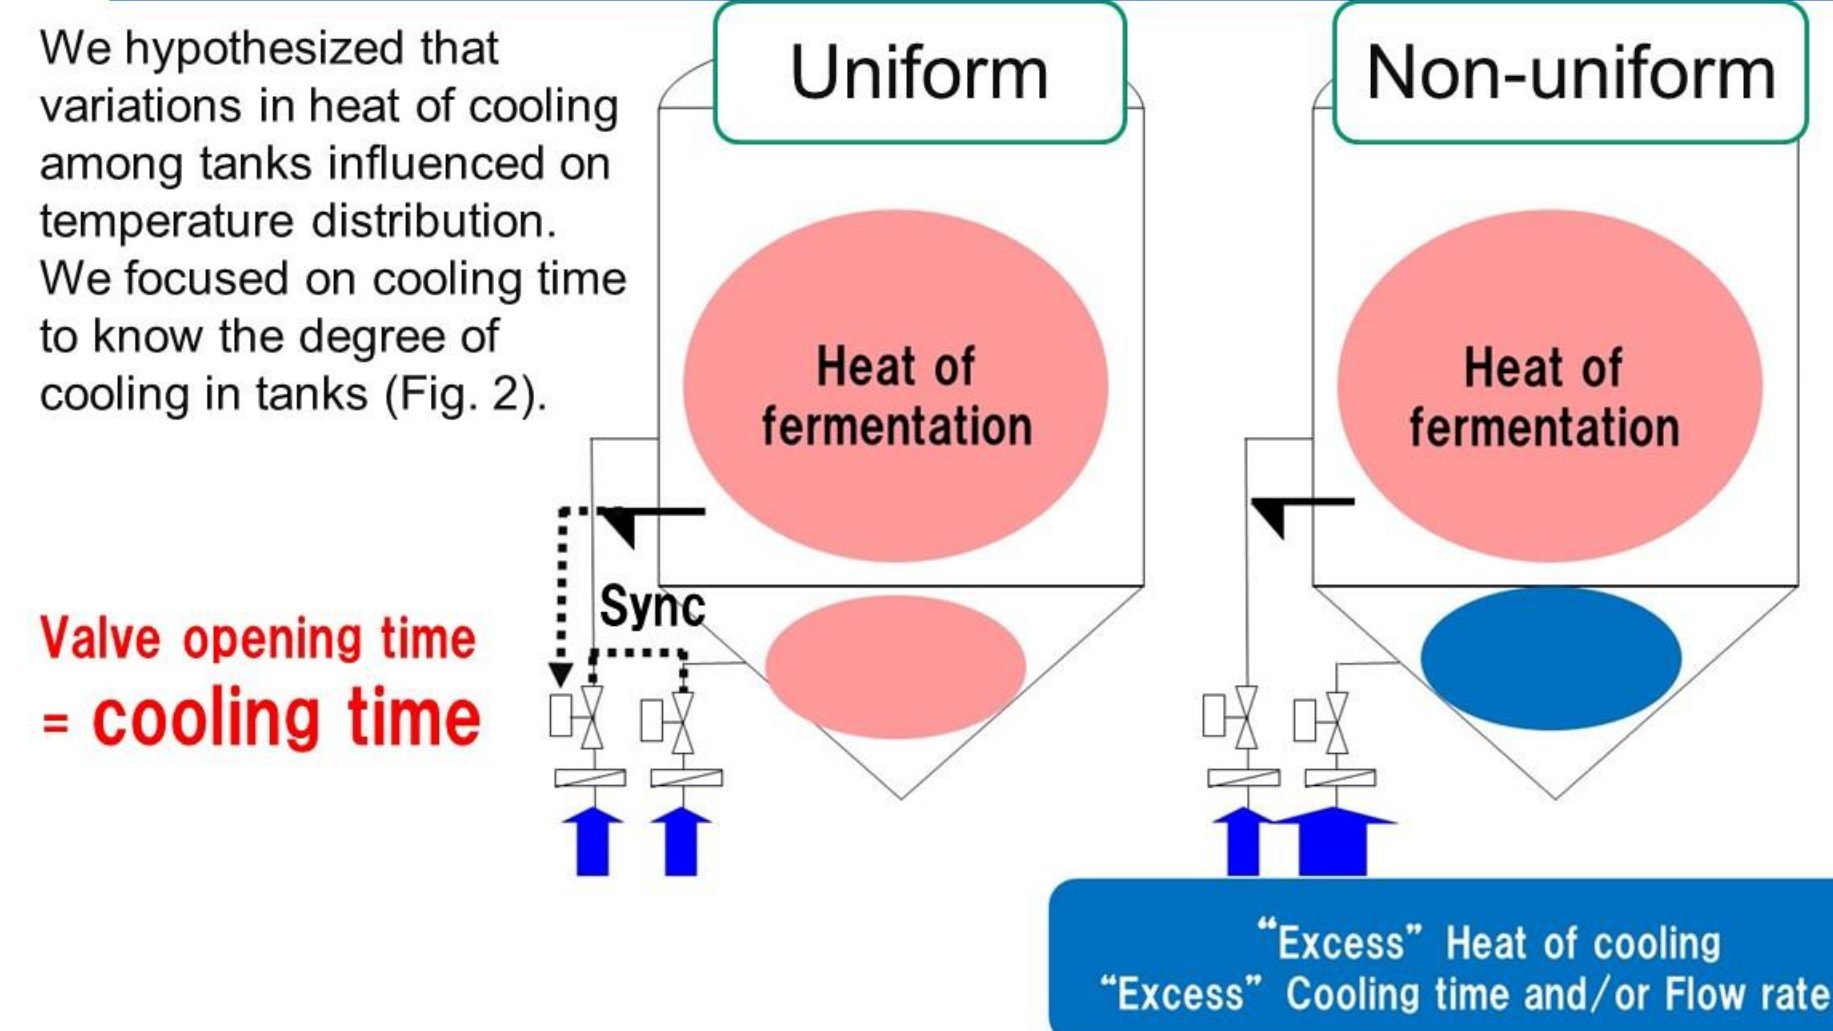 We hypothesized that
variations in heat of cooling
among tanks influenced on
temperature distribution.
We focused on cooling time
to know the degree of
cooling in tanks (Fig. 2).
Valve opening time
= cooling time
Uniform
Heat of
fermentation
Sync
Non-uniform
Heat of
fermentation
“Excess” Heat of cooling
“Excess” Cooling time and/or Flow rate